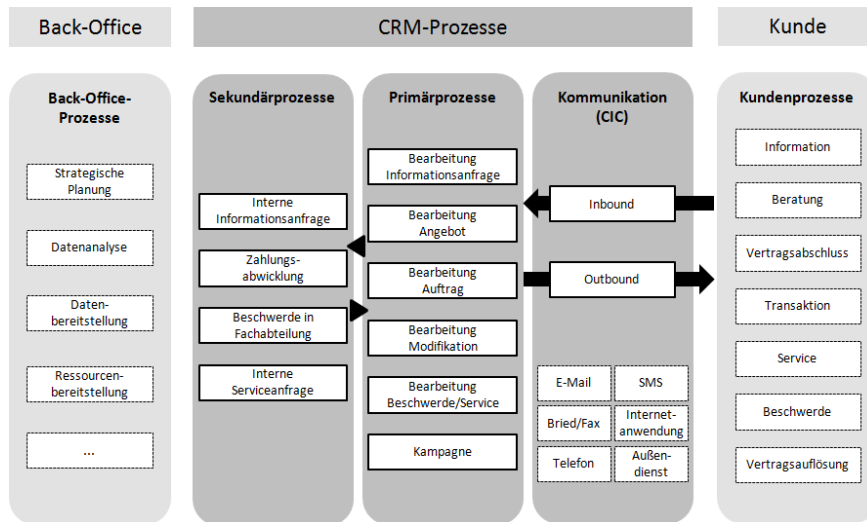 Back-Office
CRM-Prozesse
Kunde
Back-Office-
Prozesse
Strategische
Planung
Datenanalyse
Daten-
bereitstellung
Ressourcen-
bereitstellung
...
Sekundärprozesse
Interne
Informationsanfrage
Zahlungs-
abwicklung
Beschwerde in
Fachabteilung
Interne
Serviceanfrage
Primärprozesse
Bearbeitung
Informationsanfrage
Bearbeitung
Angebot
Bearbeitung
Auftrag
Bearbeitung
Modifikation
Bearbeitung
Beschwerde/Service
Kampagne
Kommunikation
(CIC)
Inbound
Outbound
E-Mail
SMS
Bried/Fax
Internet-
anwendung
Telefon
Außen-
dienst
Kundenprozesse
Information
Beratung
Vertragsabschluss
Transaktion
Service
Beschwerde
Vertragsauflösung